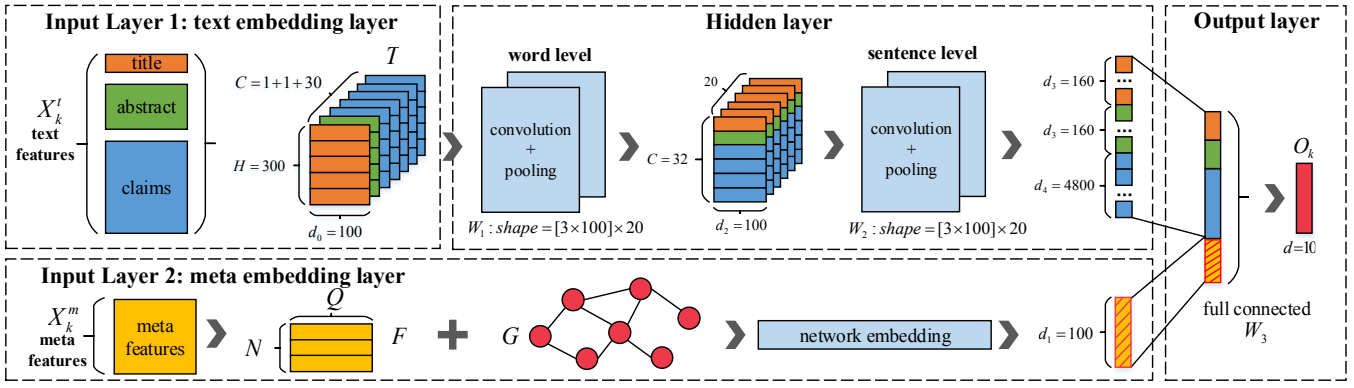 Input Layer 1: text embedding layer
X_k^t
text
features
title
abstract
claims
T
C = 1+1+30
H = 300
d_0 = 100
Hidden layer
word level
convolution
+
pooling
W_1 : shape = [3×100]×20
20
C = 32
d_2 = 100
sentence level
convolution
+
pooling
W_2 : shape = [3×100]×20
d_3 = 160
...
d_3 = 160
...
d_4 = 4800
...
Output layer
O_k
d=10
full connected
W_3
Input Layer 2: meta embedding layer
X_k^m
meta
features
meta
features
Q
N
F
+
G
network embedding
d_1 = 100